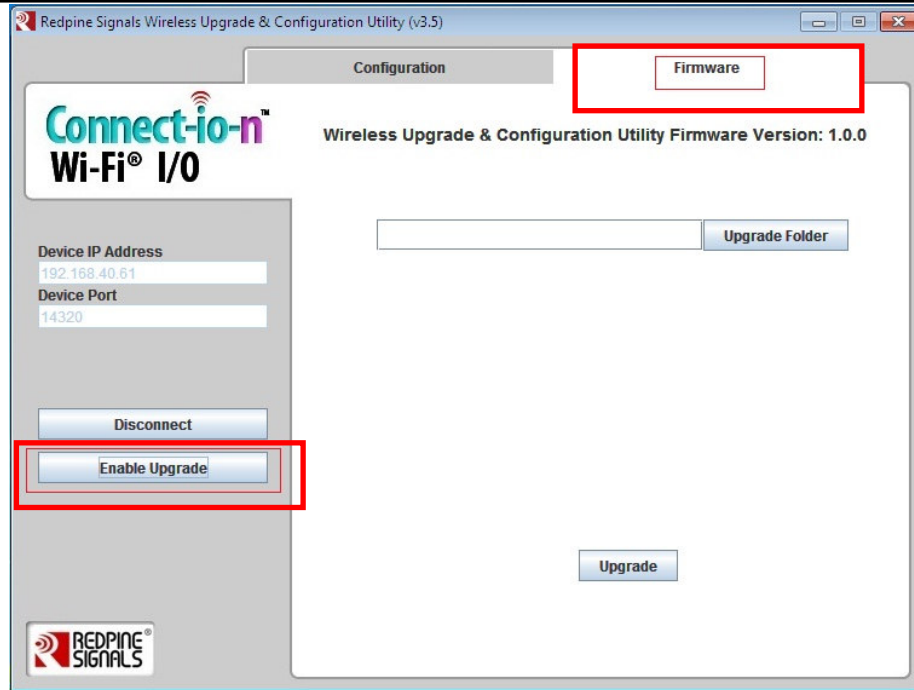 Redpine Signals Wireless Upgrade & Configuration Utility (v3.5)
Configuration
Firmware
Connect-io-n™
Wi-Fi® I/O
Wireless Upgrade & Configuration Utility Firmware Version: 1.0.0
Upgrade Folder
Device IP Address
192.168.40.61
Device Port
14320
Disconnect
Enable Upgrade
Upgrade
REDPINE®
SIGNALS